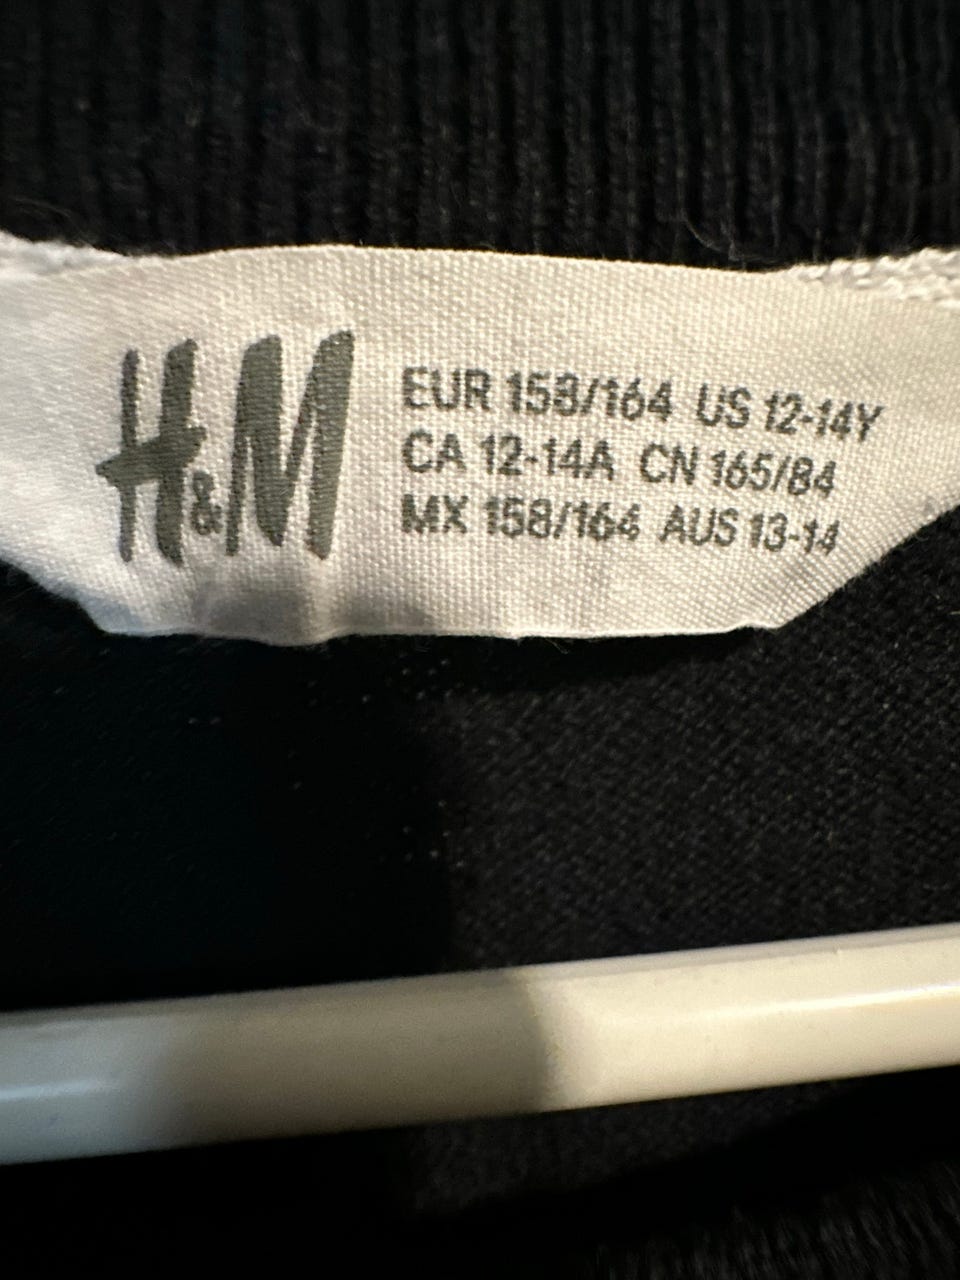 H&M
EUR 158/164 US 12-14Y
CA 12-14A CN 165/84
MX 158/164 AUS 13-14